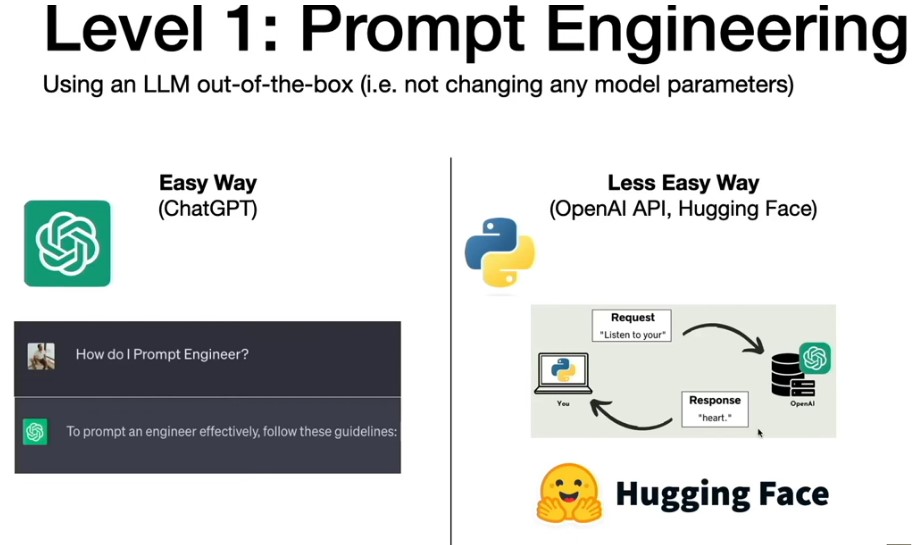 Level 1: Prompt Engineering
Using an LLM out-of-the-box (i.e. not changing any model parameters)
Easy Way
(ChatGPT)
How do I Prompt Engineer?
To prompt an engineer effectively, follow these guidelines:
Less Easy Way
(OpenAI API, Hugging Face)
Request
"Listen to your"
You
OpenAI
Response
"heart."
Hugging Face